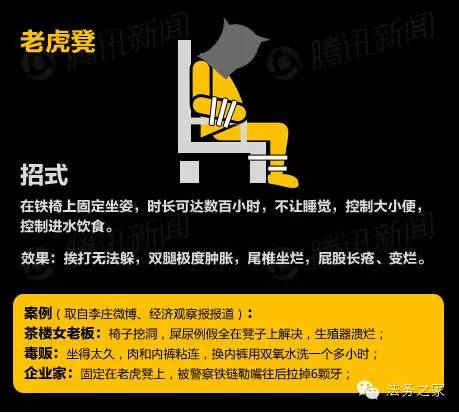 腾讯新闻
腾讯新闻
老虎凳
招式
在铁椅上固定坐姿，时长可达数百小时，不让睡觉，控制大小便，
控制进水饮食。
效果：挨打无法躲，双腿极度肿胀，尾椎坐烂，屁股长疮、变烂。
案例（取自李庄微博、经济观察报报道）：
茶楼女老板：椅子挖洞，屎尿例假全在凳子上解决，生殖器溃烂；
毒贩：坐得太久，肉和内裤粘连，换内裤用双氧水洗一个多小时；
企业家：固定在老虎凳上，被警察铁链勒嘴往后拉掉6颗牙；
法务之家